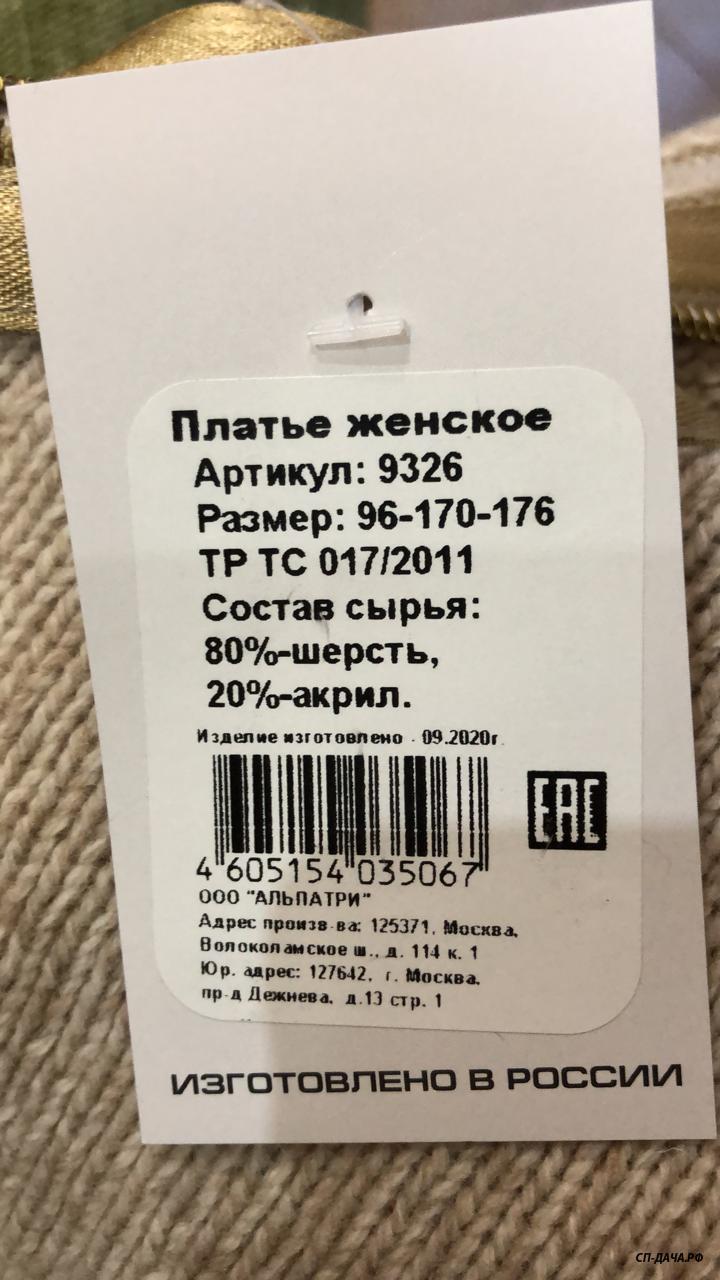 Платье женское
Артикул: 9326
Размер: 96-170-176
ТР ТС 017/2011
Состав сырья:
80%-шерсть,
20%-акрил.
Изделие изготовлено - 09.2020г.
EAC
4 605154 035067
ООО "АЛЬПАТРИ"
Адрес произв-ва: 125371, Москва,
Волоколамское ш., д. 114 к. 1
Юр. адрес: 127642, г. Москва,
пр-д Дежнева, д.13 стр. 1
ИЗГОТОВЛЕНО В РОССИИ
СП-ДАЧА.РФ